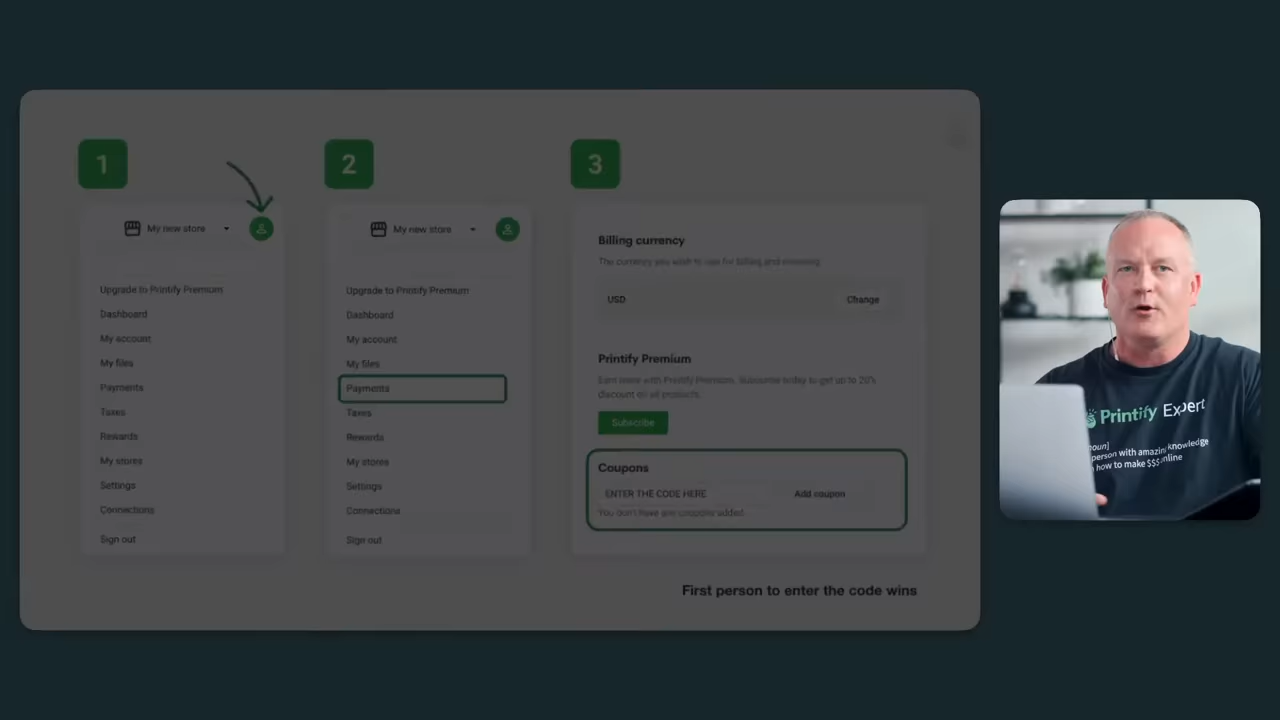 1
My new store
Upgrade to Printify Premium
Dashboard
My account
My files
Payments
Taxes
Rewards
My stores
Settings
Connections
Sign out
2
My new store
Upgrade to Printify Premium
Dashboard
My account
My files
Payments
Taxes
Rewards
My stores
Settings
Connections
Sign out
3
Billing currency
The currency you wish to use for billing and invoicing
USD
Change
Printify Premium
Earn more with Printify Premium. Subscribe today to get up to 20%
discount on all products.
Subscribe
Coupons
ENTER THE CODE HERE
Add coupon
You don't have any coupons added.
First person to enter the code wins
Printify Expert
noun]
person with amazing knowledge
how to make $$$ online